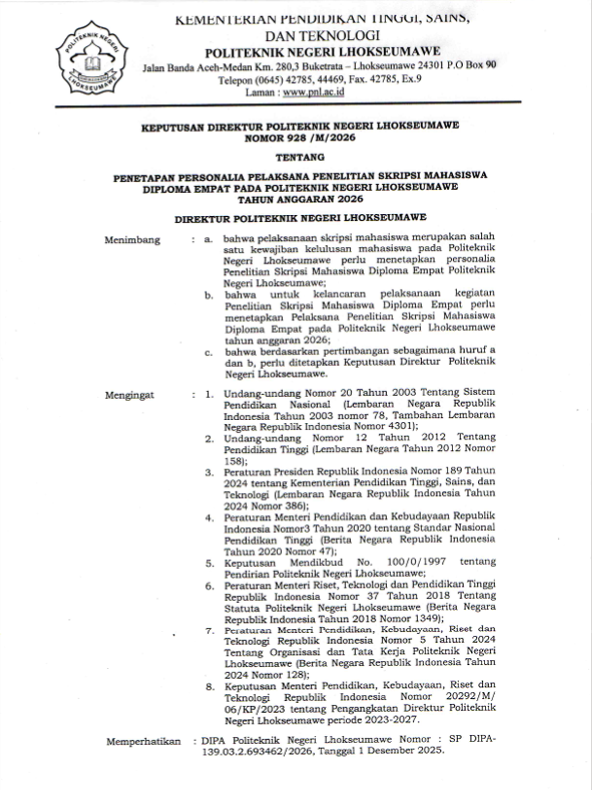 KEMENTERIAN PENDIDIKAN TINGGI, SAINS,
DAN TEKNOLOGI
POLITEKNIK NEGERI LHOKSEUMAWE
Jalan Banda Aceh-Medan Km. 280,3 Buketrata – Lhokseumawe 24301 P.O Box 90
Telepon (0645) 42785, 44469, Fax. 42785, Ex.9
Laman : www.pnl.ac.id
POLITEKNIK NEGERI
LHOKSEUMAWE
KEPUTUSAN DIREKTUR POLITEKNIK NEGERI LHOKSEUMAWE
NOMOR 928 /M/2026
TENTANG
PENETAPAN PERSONALIA PELAKSANA PENELITIAN SKRIPSI MAHASISWA
DIPLOMA EMPAT PADA POLITEKNIK NEGERI LHOKSEUMAWE
TAHUN ANGGARAN 2026
DIREKTUR POLITEKNIK NEGERI LHOKSEUMAWE
Menimbang : a. bahwa pelaksanaan skripsi mahasiswa merupakan salah
satu kewajiban kelulusan mahasiswa pada Politeknik
Negeri Lhokseumawe perlu menetapkan personalia
Penelitian Skripsi Mahasiswa Diploma Empat Politeknik
Negeri Lhokseumawe;
b. bahwa untuk kelancaran pelaksanaan kegiatan
Penelitian Skripsi Mahasiswa Diploma Empat perlu
menetapkan Pelaksana Penelitian Skripsi Mahasiswa
Diploma Empat pada Politeknik Negeri Lhokseumawe
tahun anggaran 2026;
c. bahwa berdasarkan pertimbangan sebagaimana huruf a
dan b, perlu ditetapkan Keputusan Direktur Politeknik
Negeri Lhokseumawe.
Mengingat : 1. Undang-undang Nomor 20 Tahun 2003 Tentang Sistem
Pendidikan Nasional (Lembaran Negara Republik
Indonesia Tahun 2003 nomor 78, Tambahan Lembaran
Negara Republik Indonesia Nomor 4301);
2. Undang-undang Nomor 12 Tahun 2012 Tentang
Pendidikan Tinggi (Lembaran Negara Tahun 2012 Nomor
158);
3. Peraturan Presiden Republik Indonesia Nomor 189 Tahun
2024 tentang Kementerian Pendidikan Tinggi, Sains, dan
Teknologi (Lembaran Negara Republik Indonesia Tahun
2024 Nomor 386);
4. Peraturan Menteri Pendidikan dan Kebudayaan Republik
Indonesia Nomor3 Tahun 2020 tentang Standar Nasional
Pendidikan Tinggi (Berita Negara Republik Indonesia
Tahun 2020 Nomor 47);
5. Keputusan Mendikbud No. 100/0/1997 tentang
Pendirian Politeknik Negeri Lhokseumawe;
6. Peraturan Menteri Riset, Teknologi dan Pendidikan Tinggi
Republik Indonesia Nomor 37 Tahun 2018 Tentang
Statuta Politeknik Negeri Lhokseumawe (Berita Negara
Republik Indonesia Tahun 2018 Nomor 1349);
7. Peraturan Menteri Pendidikan, Kebudayaan, Riset dan
Teknologi Republik Indonesia Nomor 5 Tahun 2024
Tentang Organisasi dan Tata Kerja Politeknik Negeri
Lhokseumawe (Berita Negara Republik Indonesia Tahun
2024 Nomor 128);
8. Keputusan Menteri Pendidikan, Kebudayaan, Riset dan
Teknologi Republik Indonesia Nomor 20292/M/
06/KP/2023 tentang Pengangkatan Direktur Politeknik
Negeri Lhokseumawe periode 2023-2027.
Memperhatikan : DIPA Politeknik Negeri Lhokseumawe Nomor : SP DIPA-
139.03.2.693462/2026, Tanggal 1 Desember 2025.